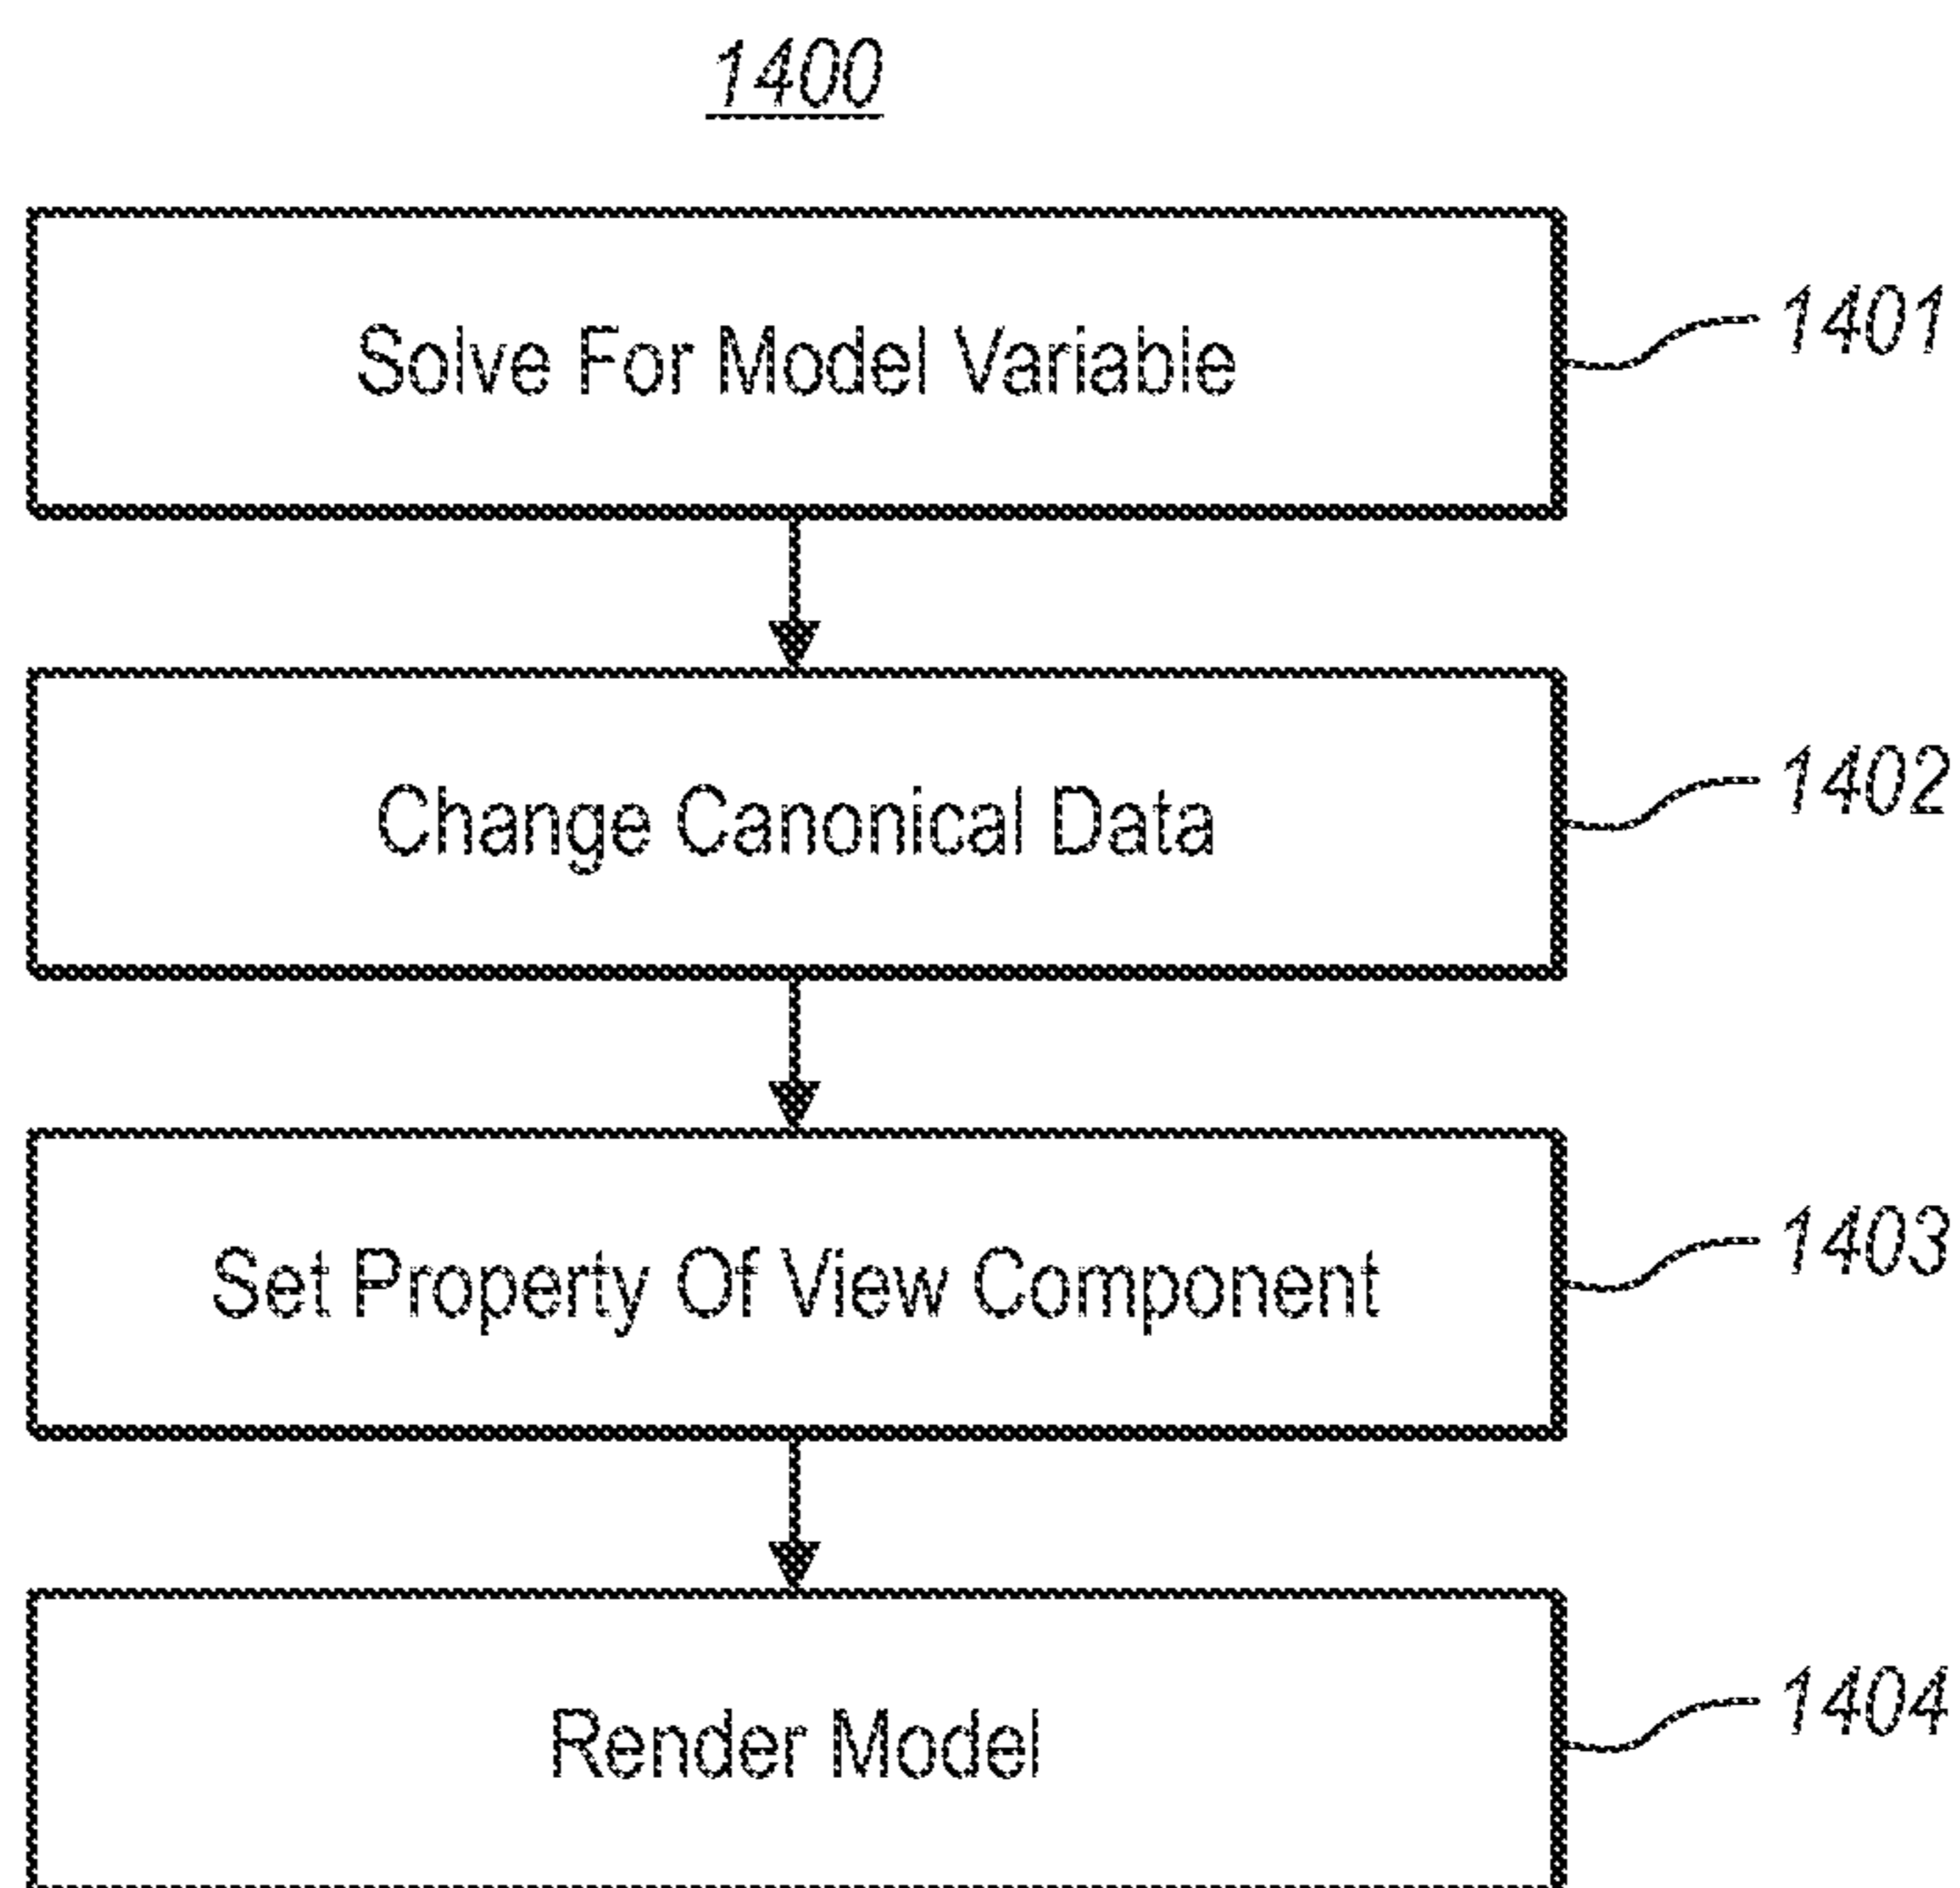 1400
Solve For Model Variable
1401
Change Canonical Data
1402
Set Property Of View Component
1403
Render Model
1404